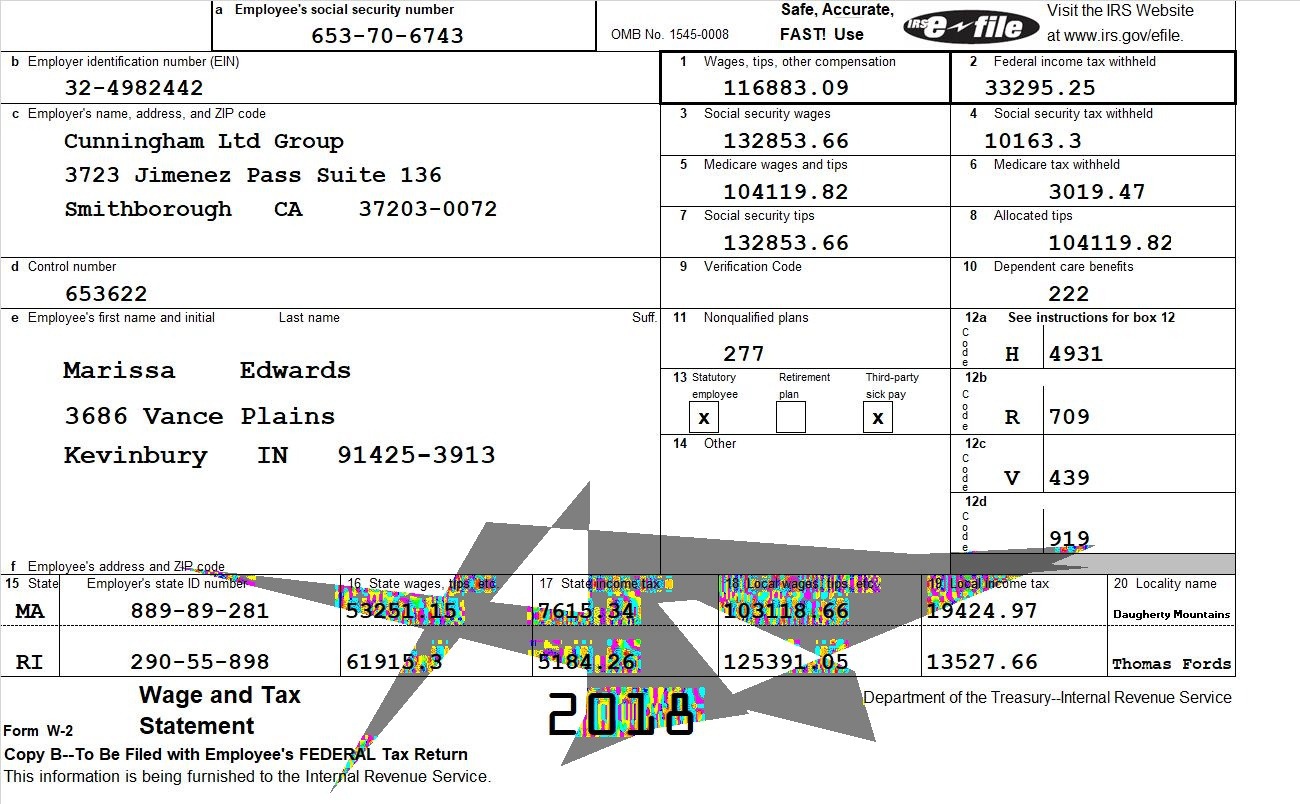 a Employee's social security number
653-70-6743
OMB No. 1545-0008
Safe, Accurate,
FAST! Use
IRS e-file
Visit the IRS Website
at www.irs.gov/efile.
b Employer identification number (EIN)
32-4982442
1 Wages, tips, other compensation
116883.09
2 Federal income tax withheld
33295.25
c Employer's name, address, and ZIP code
Cunningham Ltd Group
3723 Jimenez Pass Suite 136
Smithborough CA 37203-0072
3 Social security wages
132853.66
4 Social security tax withheld
10163.3
5 Medicare wages and tips
104119.82
6 Medicare tax withheld
3019.47
7 Social security tips
132853.66
8 Allocated tips
104119.82
d Control number
653622
9 Verification Code
10 Dependent care benefits
222
e Employee's first name and initial Last name Suff.
Marissa Edwards
3686 Vance Plains
Kevinbury IN 91425-3913
11 Nonqualified plans
277
12a See instructions for box 12
Code H 4931
13 Statutory employee
x
Retirement plan
Third-party sick pay
x
12b
Code R 709
14 Other
12c
Code V 439
12d
Code 919
f Employee's address and ZIP code
15 State Employer's state ID number 16 State wages, tips, etc. 17 State income tax 18 Local wages, tips, etc. 19 Local income tax 20 Locality name
MA 889-89-281 53251.15 7615.34 103118.66 19424.97 Daugherty Mountains
RI 290-55-898 61915.3 5184.26 125391.05 13527.66 Thomas Fords
Form W-2
Wage and Tax
Statement
2018
Department of the Treasury--Internal Revenue Service
Copy B--To Be Filed with Employee's FEDERAL Tax Return
This information is being furnished to the Internal Revenue Service.